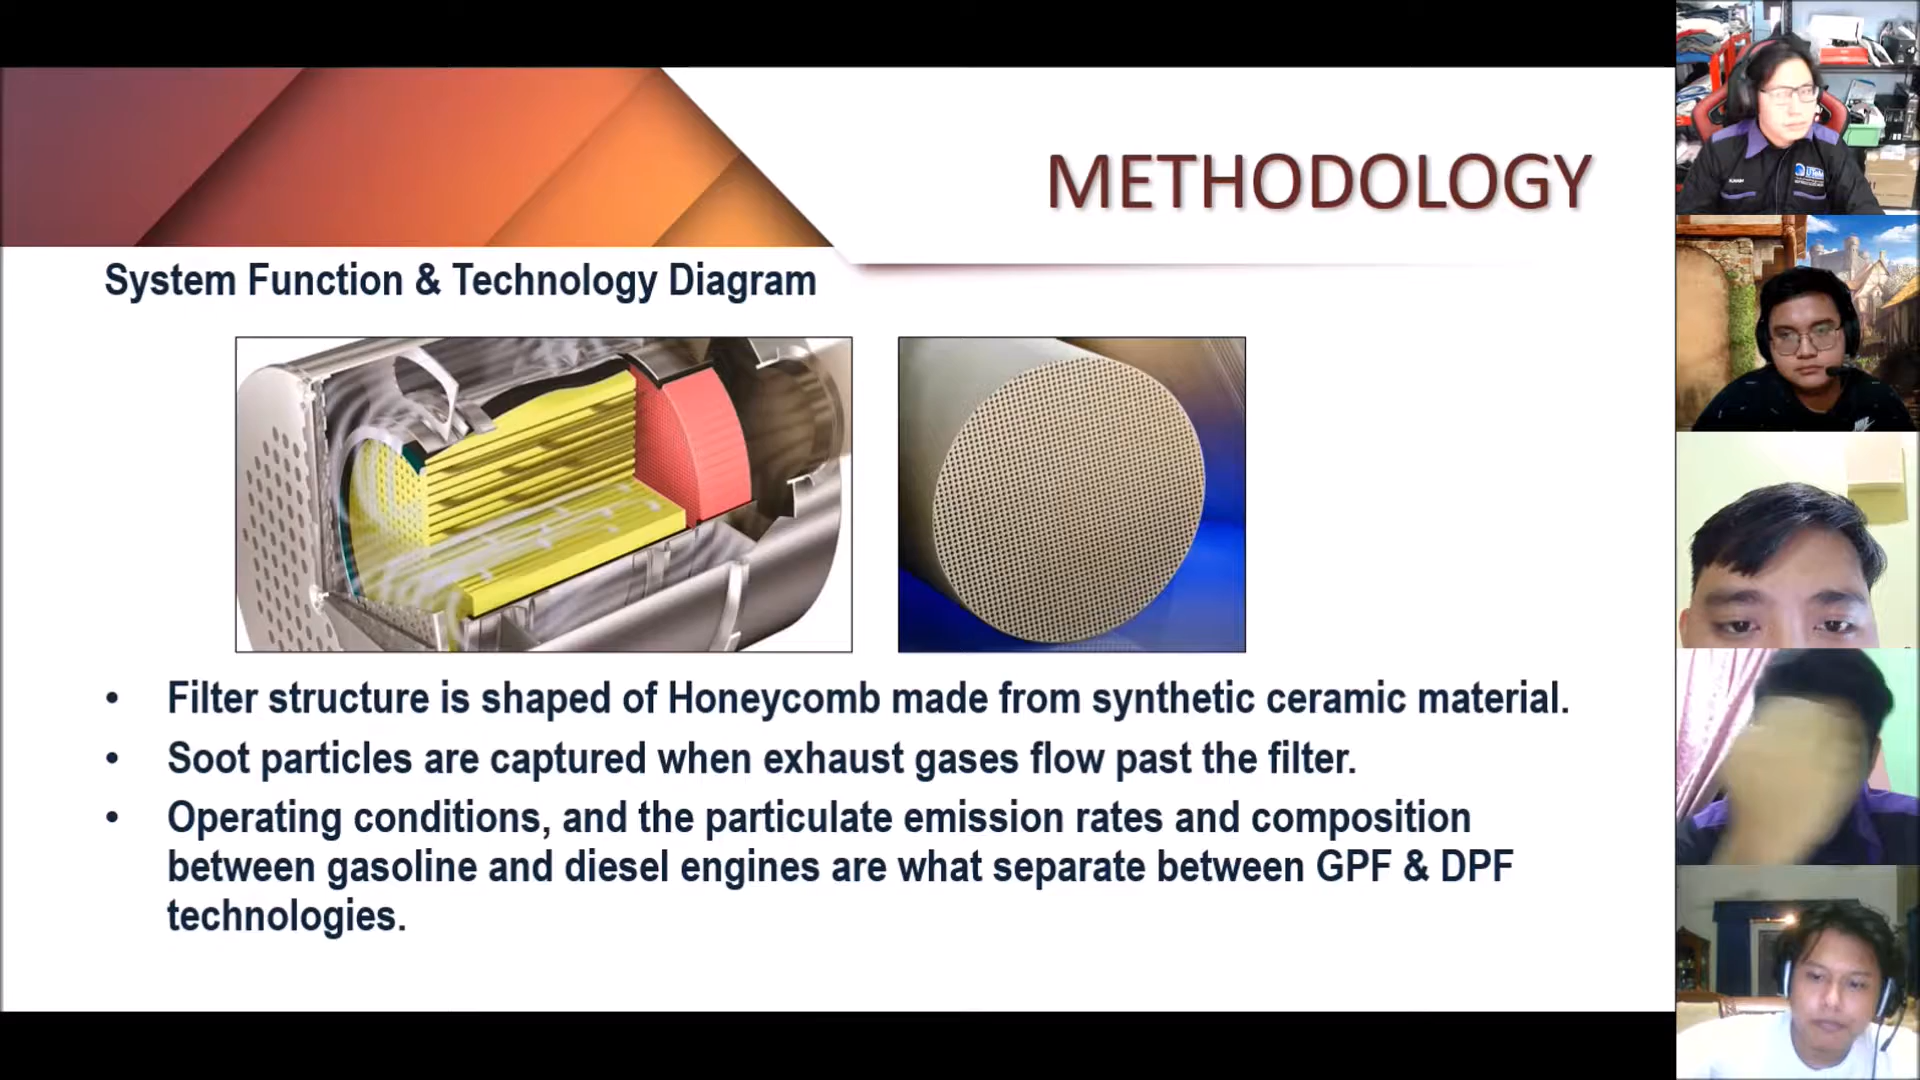 METHODOLOGY
System Function & Technology Diagram
• Filter structure is shaped of Honeycomb made from synthetic ceramic material.
• Soot particles are captured when exhaust gases flow past the filter.
• Operating conditions, and the particulate emission rates and composition
between gasoline and diesel engines are what separate between GPF & DPF
technologies.
UTeM